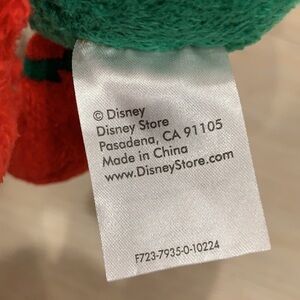 © Disney
Disney Store
Pasadena, CA 91105
Made in China
www.DisneyStore.com
F723-7935-0-10224